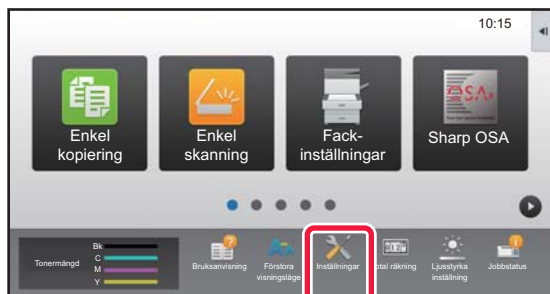 10:15
Enkel
kopiering
Enkel
skanning
Fack-
inställningar
Sharp OSA
Tonermängd
Bk
C
M
Y
Bruksanvisning
Förstora
visningsläge
Inställningar
otal räkning
Ljusstyrka
inställning
Jobbstatus